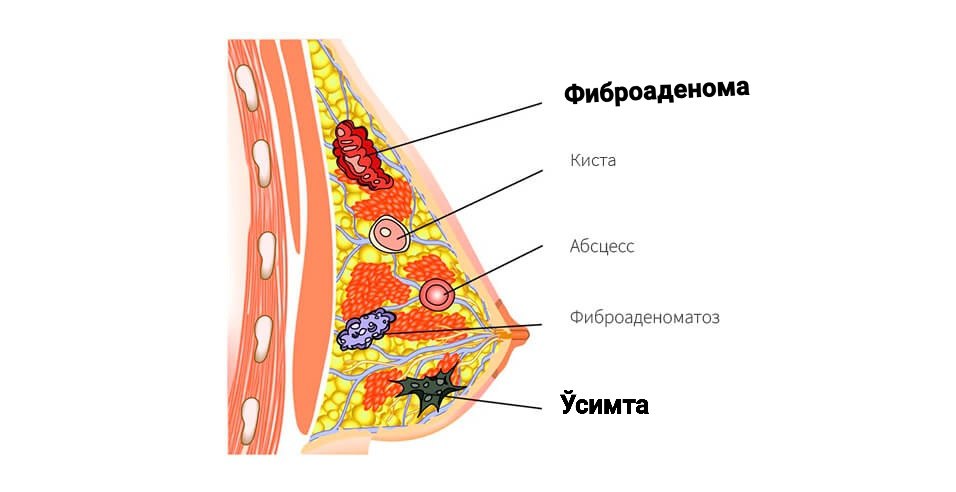 Фиброаденома
Киста
Абсцесс
Фиброаденоматоз
Ўсимта